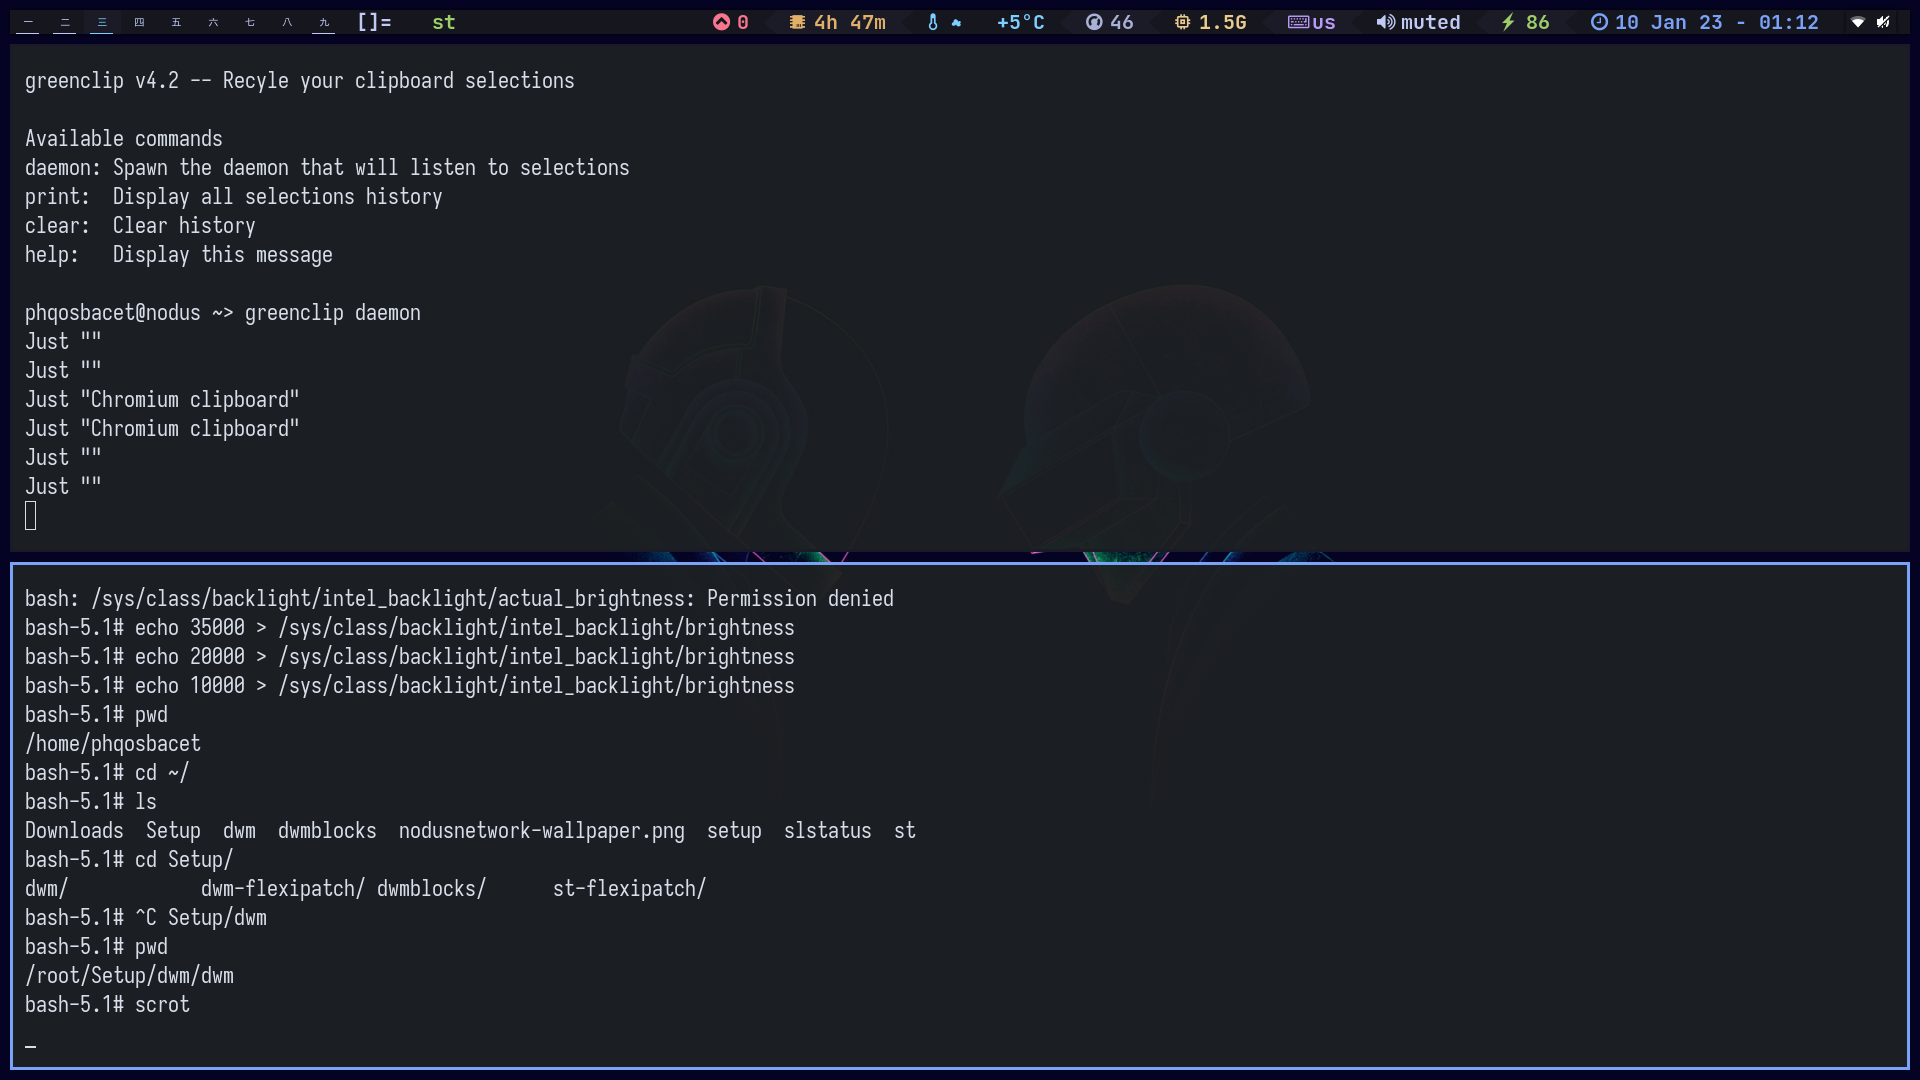 一 二 三 四 五 六 七 八 九 []= st 0 4h 47m +5°C 46 1.5G us muted 86 10 Jan 23 - 01:12
greenclip v4.2 -- Recyle your clipboard selections
Available commands
daemon: Spawn the daemon that will listen to selections
print:  Display all selections history
clear:  Clear history
help:   Display this message
phqosbacet@nodus ~> greenclip daemon
Just ""
Just ""
Just "Chromium clipboard"
Just "Chromium clipboard"
Just ""
Just ""
bash: /sys/class/backlight/intel_backlight/actual_brightness: Permission denied
bash-5.1# echo 35000 > /sys/class/backlight/intel_backlight/brightness
bash-5.1# echo 20000 > /sys/class/backlight/intel_backlight/brightness
bash-5.1# echo 10000 > /sys/class/backlight/intel_backlight/brightness
bash-5.1# pwd
/home/phqosbacet
bash-5.1# cd ~/
bash-5.1# ls
Downloads  Setup  dwm  dwmblocks  nodusnetwork-wallpaper.png  setup  slstatus  st
bash-5.1# cd Setup/
dwm/            dwm-flexipatch/ dwmblocks/      st-flexipatch/
bash-5.1# ^C Setup/dwm
bash-5.1# pwd
/root/Setup/dwm/dwm
bash-5.1# scrot